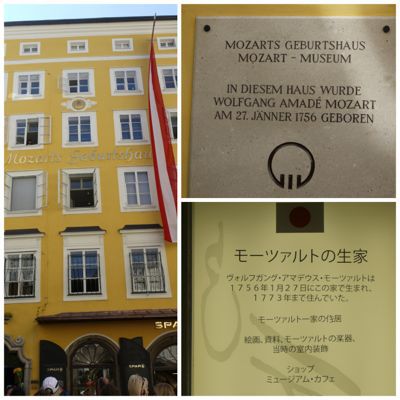 Mozarts Geburtshaus
SPAR
SPAR
MOZARTS GEBURTSHAUS
MOZART - MUSEUM
IN DIESEM HAUS WURDE
WOLFGANG AMADÉ MOZART
AM 27. JÄNNER 1756 GEBOREN
モーツァルトの生家
ヴォルフガング・アマデウス・モーツァルトは
1756年1月27日にこの家で生まれ、
1773年まで住んでいた。
モーツァルト一家の住居
絵画、資料、モーツァルトの楽器、
当時の室内装飾
ショップ
ミュージアム・カフェ